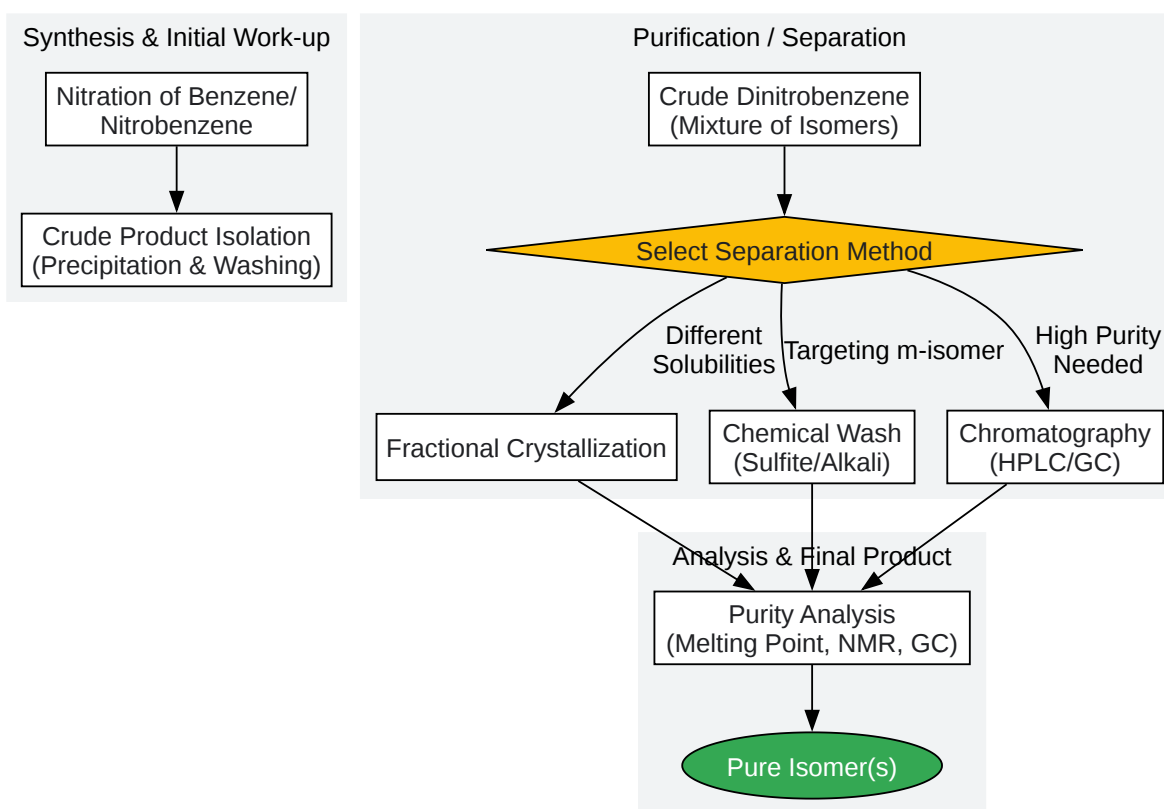 Synthesis & Initial Work-up
Nitration of Benzene/
Nitrobenzene
Crude Product Isolation
(Precipitation & Washing)
Purification / Separation
Crude Dinitrobenzene
(Mixture of Isomers)
Select Separation Method
Different
Solubilities
Targeting m-isomer
High Purity
Needed
Fractional Crystallization
Chemical Wash
(Sulfite/Alkali)
Chromatography
(HPLC/GC)
Analysis & Final Product
Purity Analysis
(Melting Point, NMR, GC)
Pure Isomer(s)